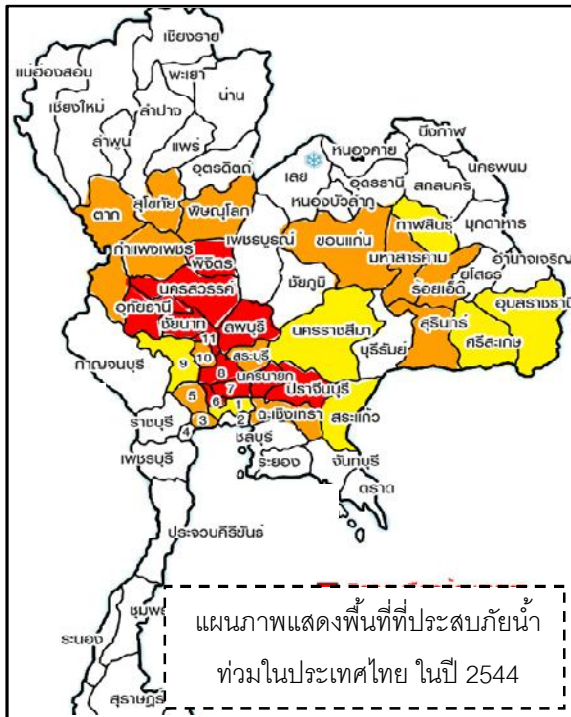 เชียงราย
แม่ฮ่องสอน
พะเยา
เชียงใหม่
น่าน
ลำปาง
ลำพูน
แพร่
อุตรดิตถ์
บึงกาฬ
หนองคาย
เลย
นครพนม
อุดรธานี
สกลนคร
หนองบัวลำภู
ตาก
สุโขทัย
พิษณุโลก
กาฬสินธุ์
มุกดาหาร
ขอนแก่น
กำแพงเพชร
เพชรบูรณ์
พิจิตร
มหาสารคาม
อำนาจเจริญ
ยโสธร
ร้อยเอ็ด
ชัยภูมิ
นครสวรรค์
อุทัยธานี
อุบลราชธานี
ชัยนาท
ลพบุรี
นครราชสีมา
สุรินทร์
ศรีสะเกษ
บุรีรัมย์
11
กาญจนบุรี
9
10
สระบุรี
8
นครนายก
7
ปราจีนบุรี
5
6
1
ฉะเชิงเทรา
สระแก้ว
ราชบุรี
3
2
4
ชลบุรี
เพชรบุรี
ระยอง
จันทบุรี
ตราด
ประจวบคีรีขันธ์
ชุมพ
ระนอง
สุราษฎร์
แผนภาพแสดงพื้นที่ที่ประสบภัยน้ำ
ท่วมในประเทศไทย ในปี 2544